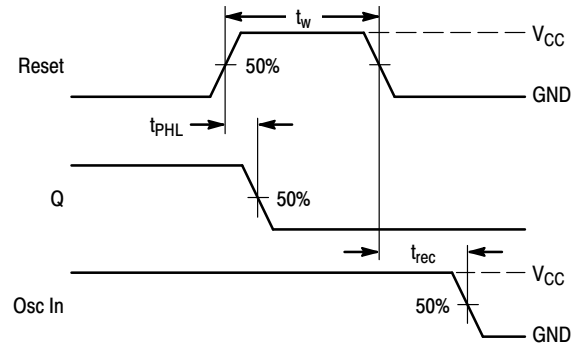 t_w
V_CC
Reset
50%
GND
t_PHL
Q
50%
t_rec
V_CC
Osc In
50%
GND